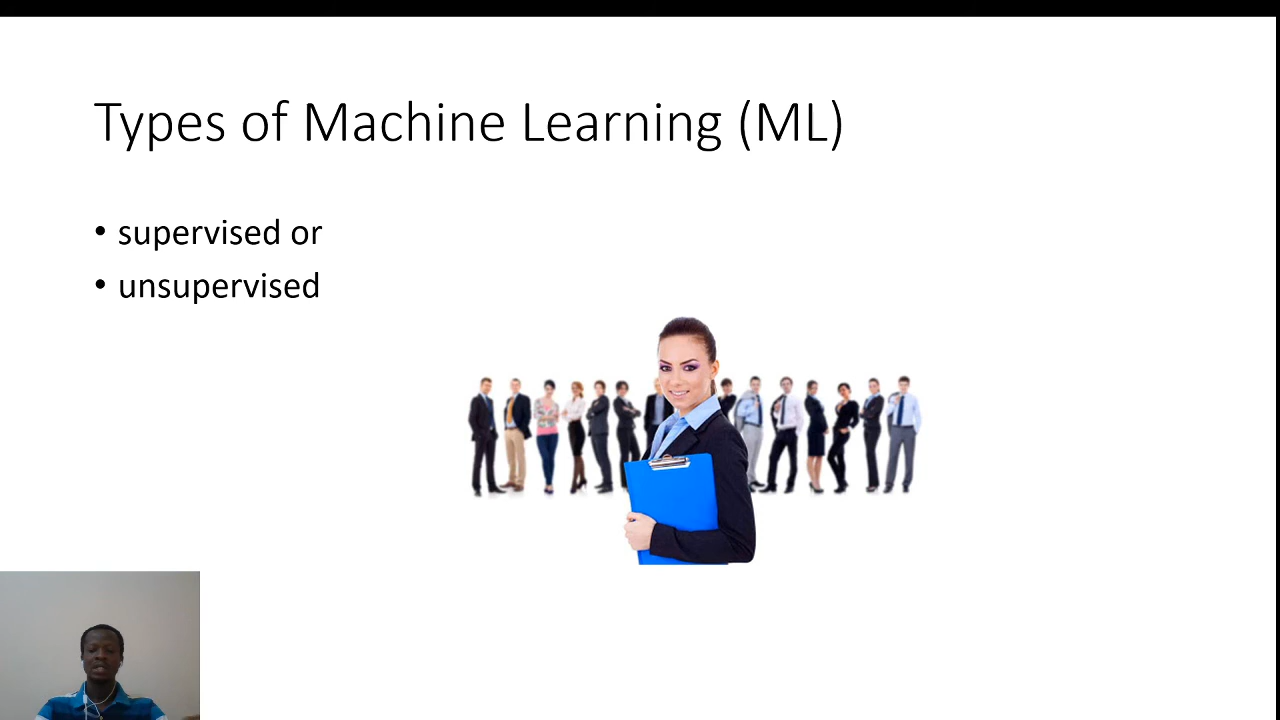 Types of Machine Learning (ML)
• supervised or
• unsupervised